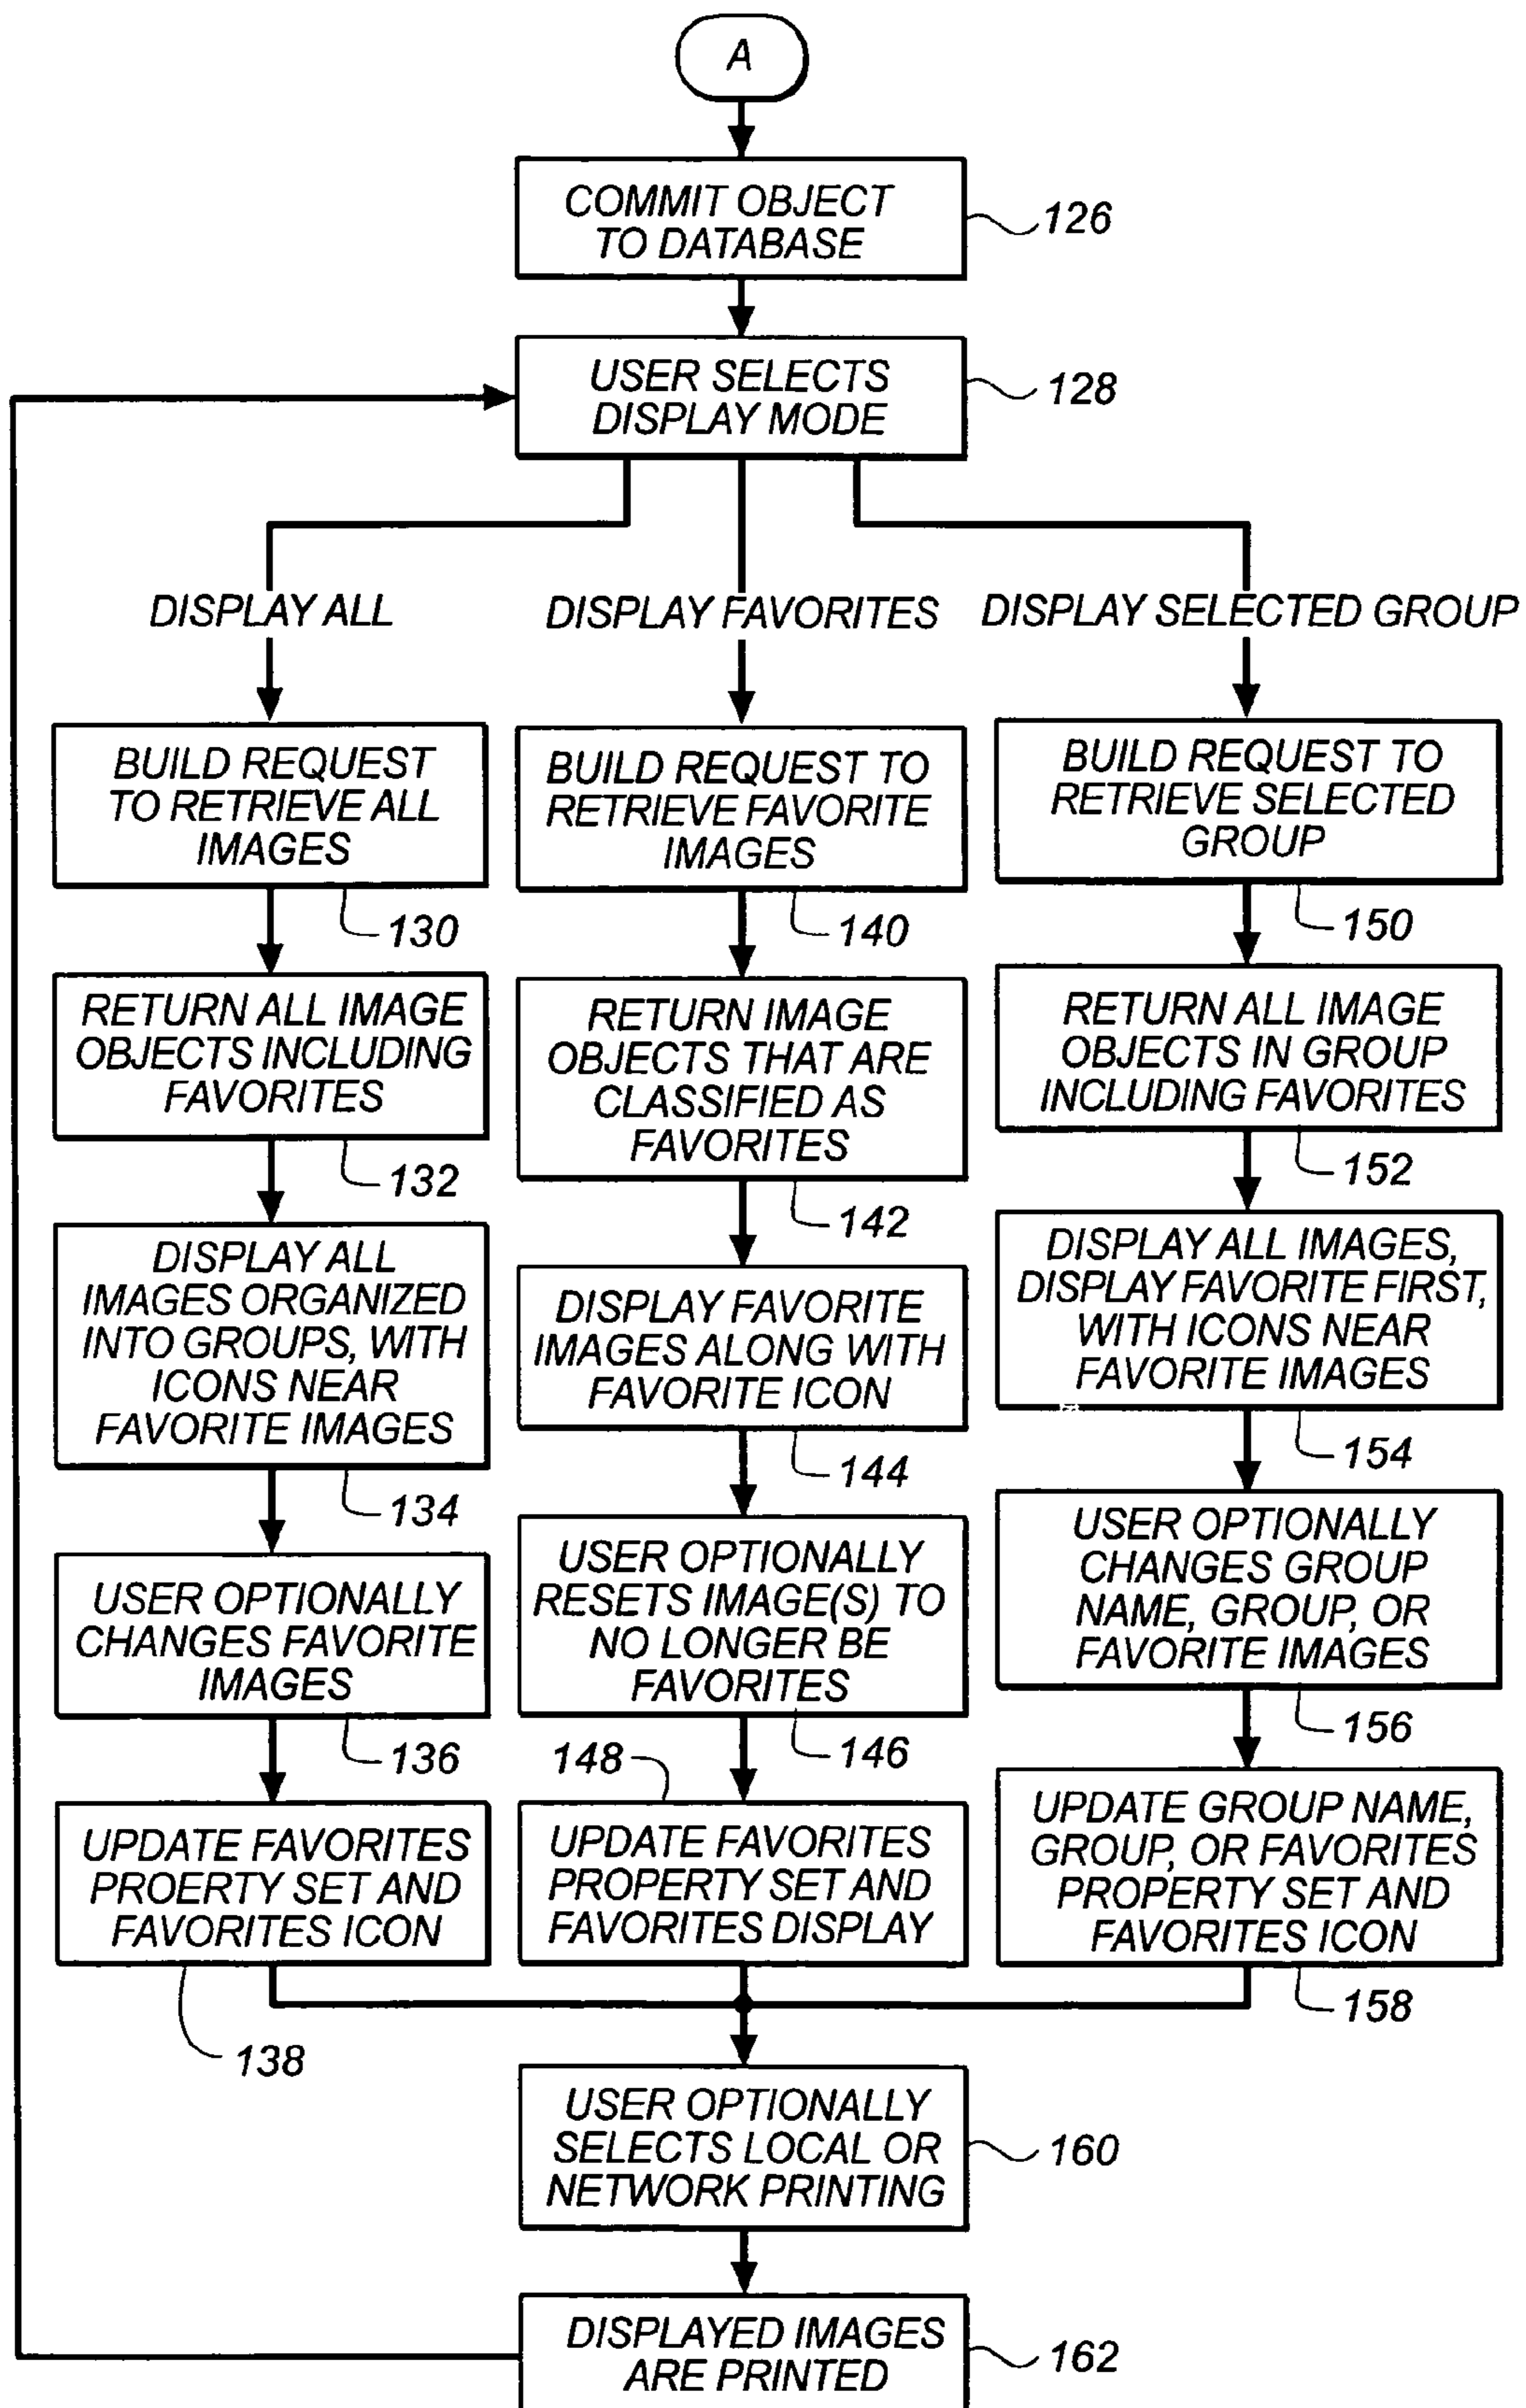 A
COMMIT OBJECT
TO DATABASE
126
USER SELECTS
DISPLAY MODE
128
DISPLAY ALL
DISPLAY FAVORITES
DISPLAY SELECTED GROUP
BUILD REQUEST
TO RETRIEVE ALL
IMAGES
130
RETURN ALL IMAGE
OBJECTS INCLUDING
FAVORITES
132
DISPLAY ALL
IMAGES ORGANIZED
INTO GROUPS, WITH
ICONS NEAR
FAVORITE IMAGES
134
USER OPTIONALLY
CHANGES FAVORITE
IMAGES
136
UPDATE FAVORITES
PROERTY SET AND
FAVORITES ICON
138
BUILD REQUEST TO
RETRIEVE FAVORITE
IMAGES
140
RETURN IMAGE
OBJECTS THAT ARE
CLASSIFIED AS
FAVORITES
142
DISPLAY FAVORITE
IMAGES ALONG WITH
FAVORITE ICON
144
USER OPTIONALLY
RESETS IMAGE(S) TO
NO LONGER BE
FAVORITES
146
148
UPDATE FAVORITES
PROPERTY SET AND
FAVORITES DISPLAY
BUILD REQUEST TO
RETRIEVE SELECTED
GROUP
150
RETURN ALL IMAGE
OBJECTS IN GROUP
INCLUDING FAVORITES
152
DISPLAY ALL IMAGES,
DISPLAY FAVORITE FIRST,
WITH ICONS NEAR
FAVORITE IMAGES
154
USER OPTIONALLY
CHANGES GROUP
NAME, GROUP, OR
FAVORITE IMAGES
156
UPDATE GROUP NAME,
GROUP, OR FAVORITES
PROPERTY SET AND
FAVORITES ICON
158
USER OPTIONALLY
SELECTS LOCAL OR
NETWORK PRINTING
160
DISPLAYED IMAGES
ARE PRINTED
162